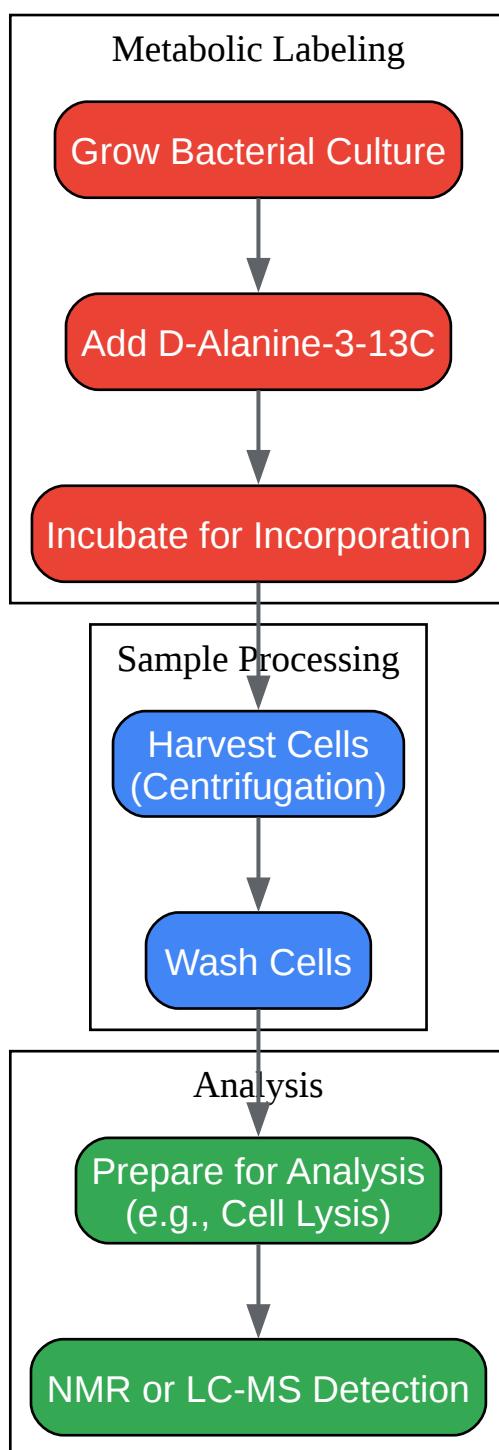 Metabolic Labeling
Grow Bacterial Culture
Add D-Alanine-3-13C
Incubate for Incorporation
Sample Processing
Harvest Cells
(Centrifugation)
Wash Cells
Analysis
Prepare for Analysis
(e.g., Cell Lysis)
NMR or LC-MS Detection